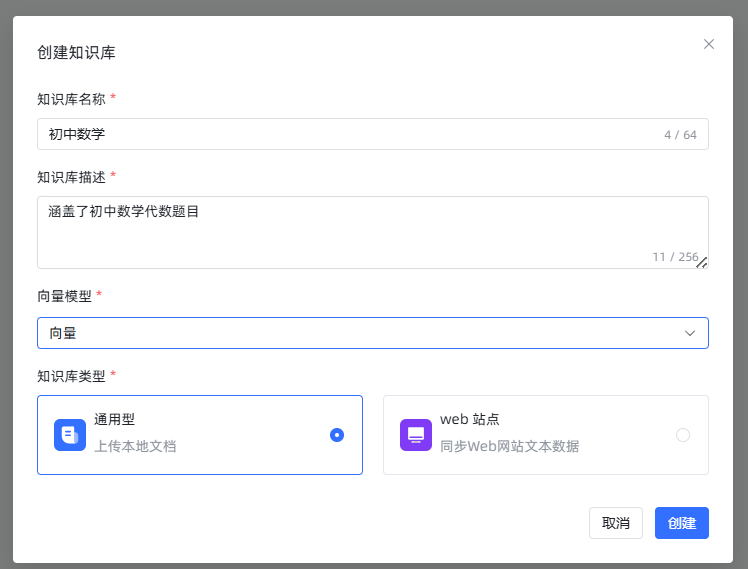 创建知识库
知识库名称 *
初中数学 4 / 64
知识库描述 *
涵盖了初中数学代数题目
11 / 256
向量模型 *
向量
知识库类型 *
通用型
上传本地文档
web 站点
同步Web网站文本数据
取消 创建